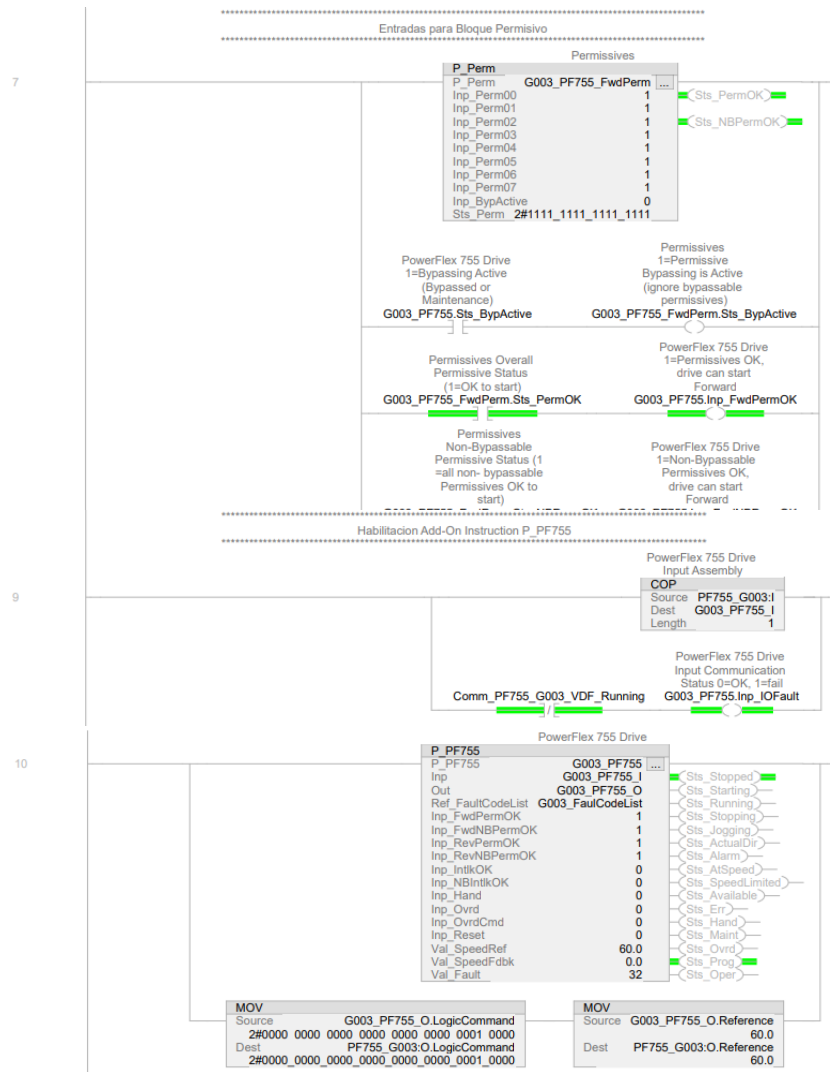 ************************************************************************************************
Entradas para Bloque Permisivo
************************************************************************************************
7
Permissives
P_Perm
P_Perm G003_PF755_FwdPerm ...
Inp_Perm00 1
Inp_Perm01 1
Inp_Perm02 1
Inp_Perm03 1
Inp_Perm04 1
Inp_Perm05 1
Inp_Perm06 1
Inp_Perm07 1
Inp_BypActive 0
Sts_Perm 2#1111_1111_1111_1111
Sts_PermOK
Sts_NBPermOK
PowerFlex 755 Drive
1=Bypassing Active
(Bypassed or
Maintenance)
G003_PF755.Sts_BypActive
Permissives
1=Permissive
Bypassing is Active
(ignore bypassable
permissives)
G003_PF755_FwdPerm.Sts_BypActive
Permissives Overall
Permissive Status
(1=OK to start)
G003_PF755_FwdPerm.Sts_PermOK
PowerFlex 755 Drive
1=Permissives OK,
drive can start
Forward
G003_PF755.Inp_FwdPermOK
Permissives
Non-Bypassable
Permissive Status (1
=all non- bypassable
Permissives OK to
start)
PowerFlex 755 Drive
1=Non-Bypassable
Permissives OK,
drive can start
Forward
************************************************************************************************
Habilitacion Add-On Instruction P_PF755
************************************************************************************************
9
PowerFlex 755 Drive
Input Assembly
COP
Source PF755_G003:I
Dest G003_PF755_I
Length 1
Comm_PF755_G003_VDF_Running
PowerFlex 755 Drive
Input Communication
Status 0=OK, 1=fail
G003_PF755.Inp_IOFault
10
PowerFlex 755 Drive
P_PF755
P_PF755 G003_PF755 ...
Inp G003_PF755_I
Out G003_PF755_O
Ref_FaultCodeList G003_FaulCodeList
Inp_FwdPermOK 1
Inp_FwdNBPermOK 1
Inp_RevPermOK 1
Inp_RevNBPermOK 1
Inp_IntlkOK 0
Inp_NBIntlkOK 0
Inp_Hand 0
Inp_Ovrd 0
Inp_OvrdCmd 0
Inp_Reset 0
Val_SpeedRef 60.0
Val_SpeedFdbk 0.0
Val_Fault 32
Sts_Stopped
Sts_Starting
Sts_Running
Sts_Stopping
Sts_Jogging
Sts_ActualDir
Sts_Alarm
Sts_AtSpeed
Sts_SpeedLimited
Sts_Available
Sts_Err
Sts_Hand
Sts_Maint
Sts_Ovrd
Sts_Prog
Sts_Oper
MOV
Source G003_PF755_O.LogicCommand
2#0000_0000_0000_0000_0000_0000_0001_0000
Dest PF755_G003:O.LogicCommand
2#0000_0000_0000_0000_0000_0000_0001_0000
MOV
Source G003_PF755_O.Reference
60.0
Dest PF755_G003:O.Reference
60.0